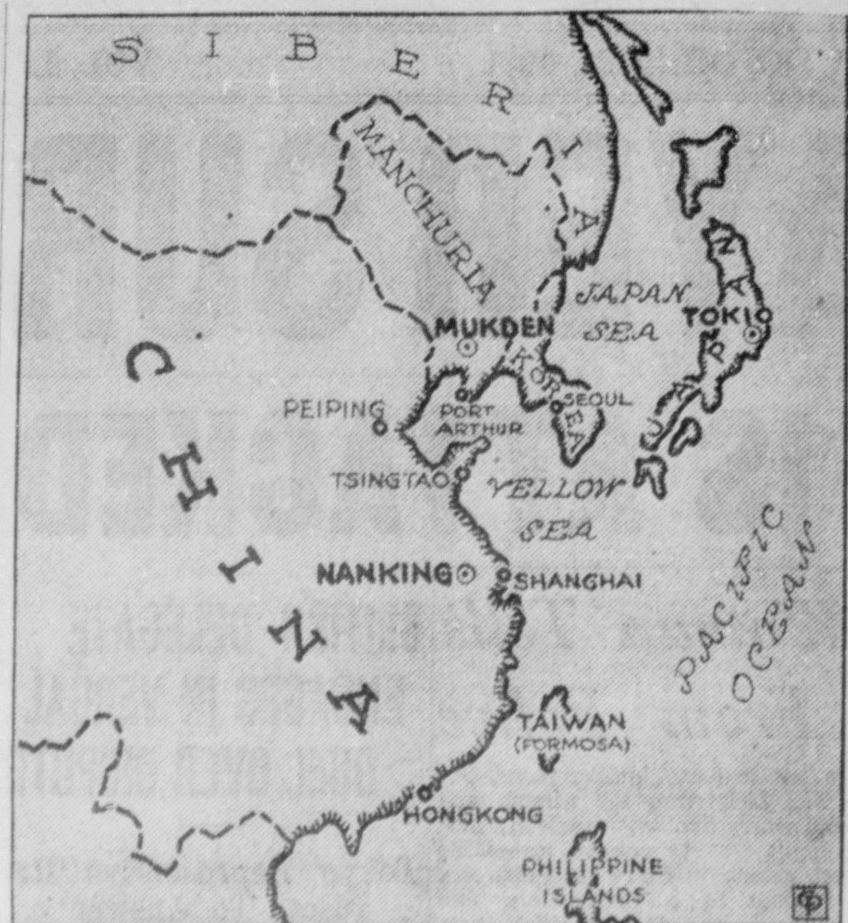 SIBERIA
MANCHURIA
JAPAN
SEA
JAPAN
TOKIO
MUKDEN
KOREA
SEOUL
PEIPING
PORT
ARTHUR
TSINGTAO
YELLOW
SEA
CHINA
NANKING
SHANGHAI
PACIFIC
OCEAN
TAIWAN
(FORMOSA)
HONGKONG
PHILIPPINE
ISLANDS